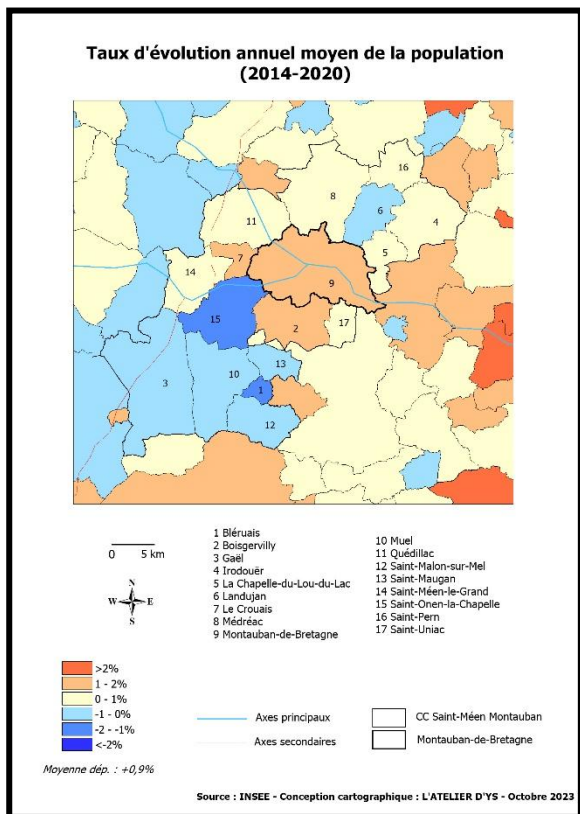 Taux d'évolution annuel moyen de la population
(2014-2020)
16
8
6
11
4
5
7
14
9
15
2
17
13
10
3
1
12
0 5 km
N
W E
S
1 Bléruais
2 Boisgervilly
3 Gaël
4 Irodouër
5 La Chapelle-du-Lou-du-Lac
6 Landujan
7 Le Crouais
8 Médréac
9 Montauban-de-Bretagne
10 Muel
11 Quédillac
12 Saint-Malon-sur-Mel
13 Saint-Maugan
14 Saint-Méen-le-Grand
15 Saint-Onen-la-Chapelle
16 Saint-Pern
17 Saint-Uniac
>2%
1 - 2%
0 - 1%
-1 - 0%
-2 - -1%
<-2%
Moyenne dép. : +0,9%
Axes principaux
Axes secondaires
CC Saint-Méen Montauban
Montauban-de-Bretagne
Source : INSEE - Conception cartographique : L'ATELIER D'YS - Octobre 2023